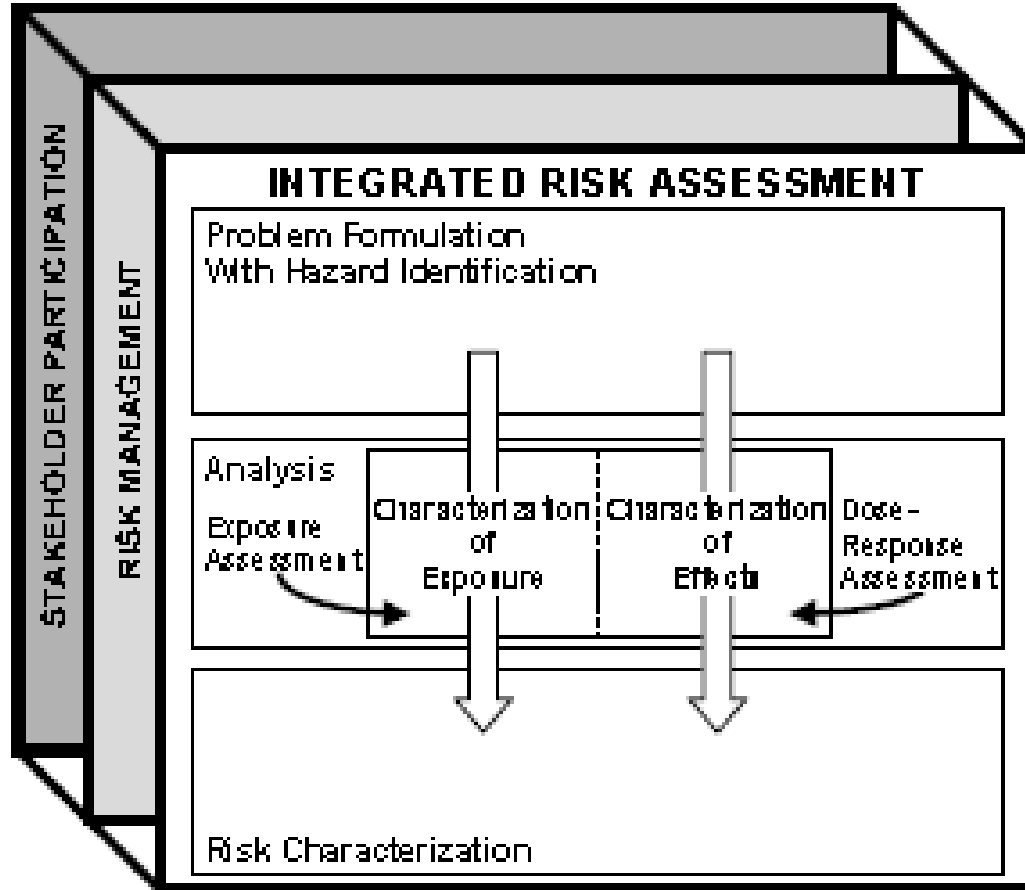 STAKEHOLDER PARTICIPATION
RISK MANAGEMENT
INTEGRATED RISK ASSESSMENT
Problem Formulation
With Hazard Identification
Analysis
Exposure
Assessment
Characterization
of
Exposure
Characterization
of
Effects
Dose-
Response
Assessment
Risk Characterization